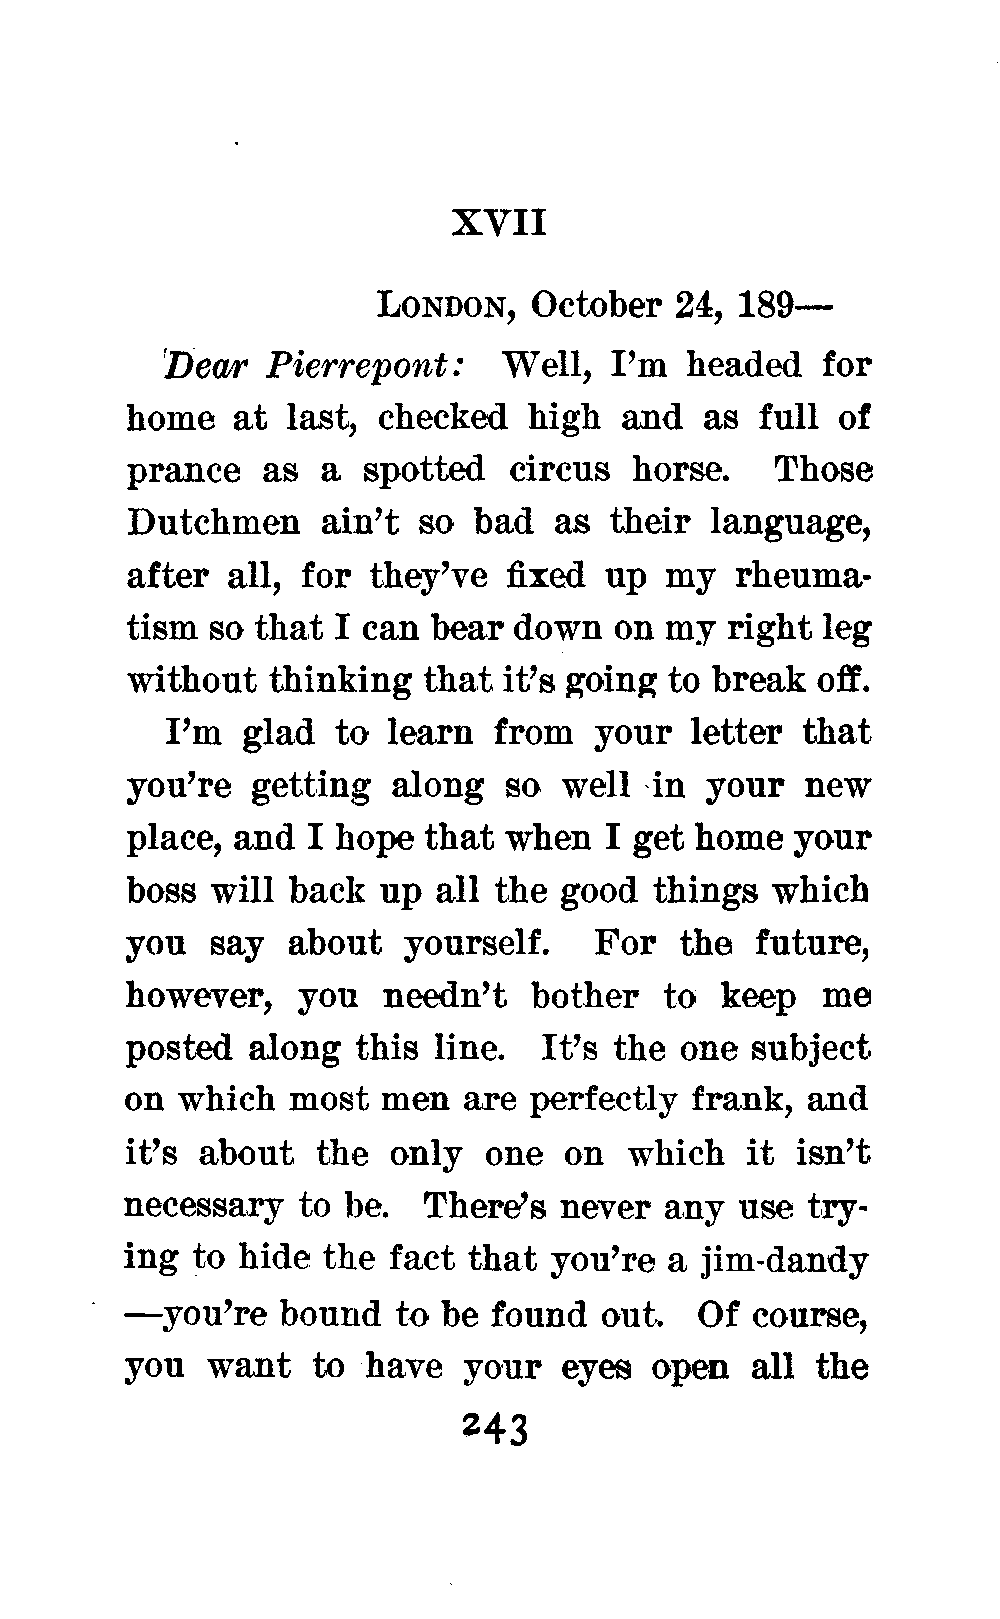 XVII
LONDON, October 24, 189—
Dear Pierrepont: Well, I'm headed for
home at last, checked high and as full of
prance as a spotted circus horse. Those
Dutchmen ain't so bad as their language,
after all, for they've fixed up my rheuma-
tism so that I can bear down on my right leg
without thinking that it's going to break off.
I'm glad to learn from your letter that
you're getting along so well in your new
place, and I hope that when I get home your
boss will back up all the good things which
you say about yourself. For the future,
however, you needn't bother to keep me
posted along this line. It's the one subject
on which most men are perfectly frank, and
it's about the only one on which it isn't
necessary to be. There's never any use try-
ing to hide the fact that you're a jim-dandy
—you're bound to be found out. Of course,
you want to have your eyes open all the
243